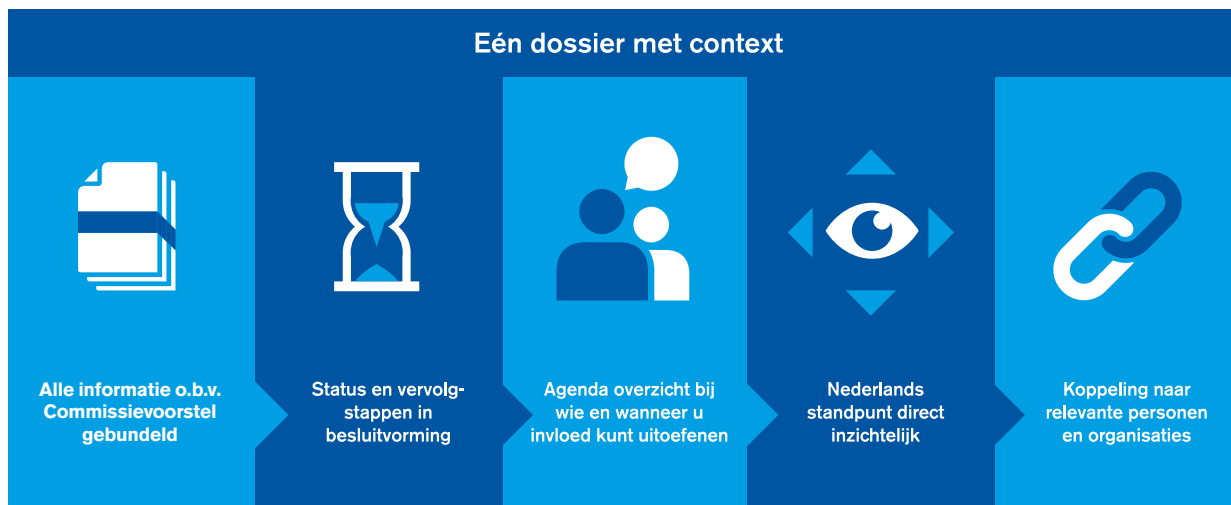 Eén dossier met context
Alle informatie o.b.v.
Commissievoorstel
gebundeld
Status en vervolg-
stappen in
besluitvorming
Agenda overzicht bij
wie en wanneer u
invloed kunt uitoefenen
Nederlands
standpunt direct
inzichtelijk
Koppeling naar
relevante personen
en organisaties